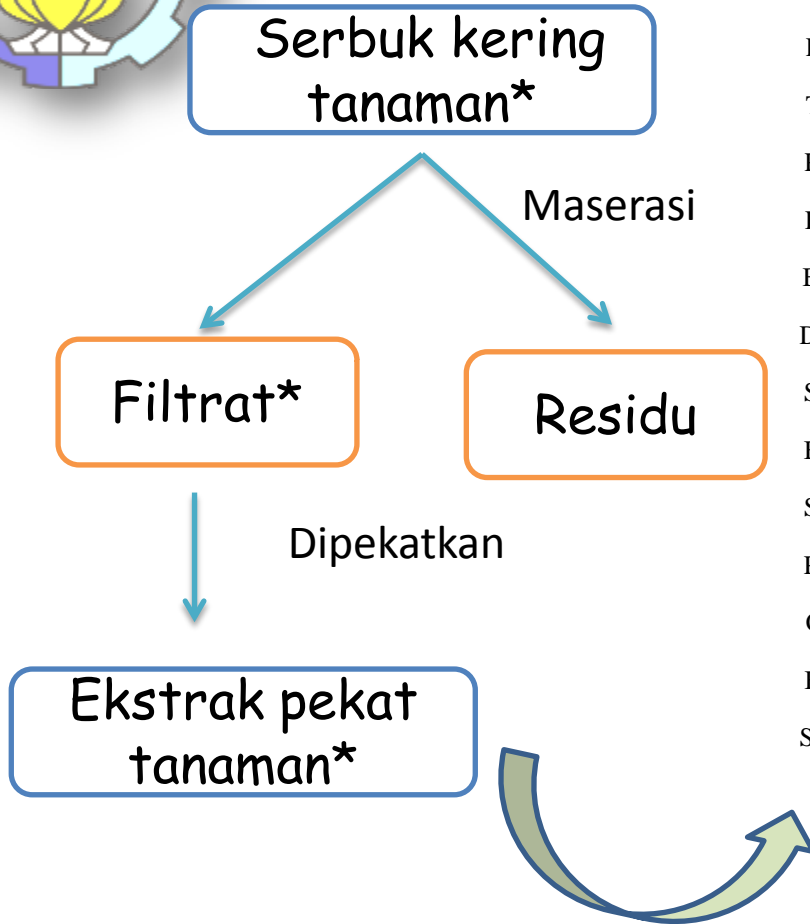 Serbuk kering
tanaman*
Maserasi
Filtrat*
Residu
Dipekatkan
Ekstrak pekat
tanaman*